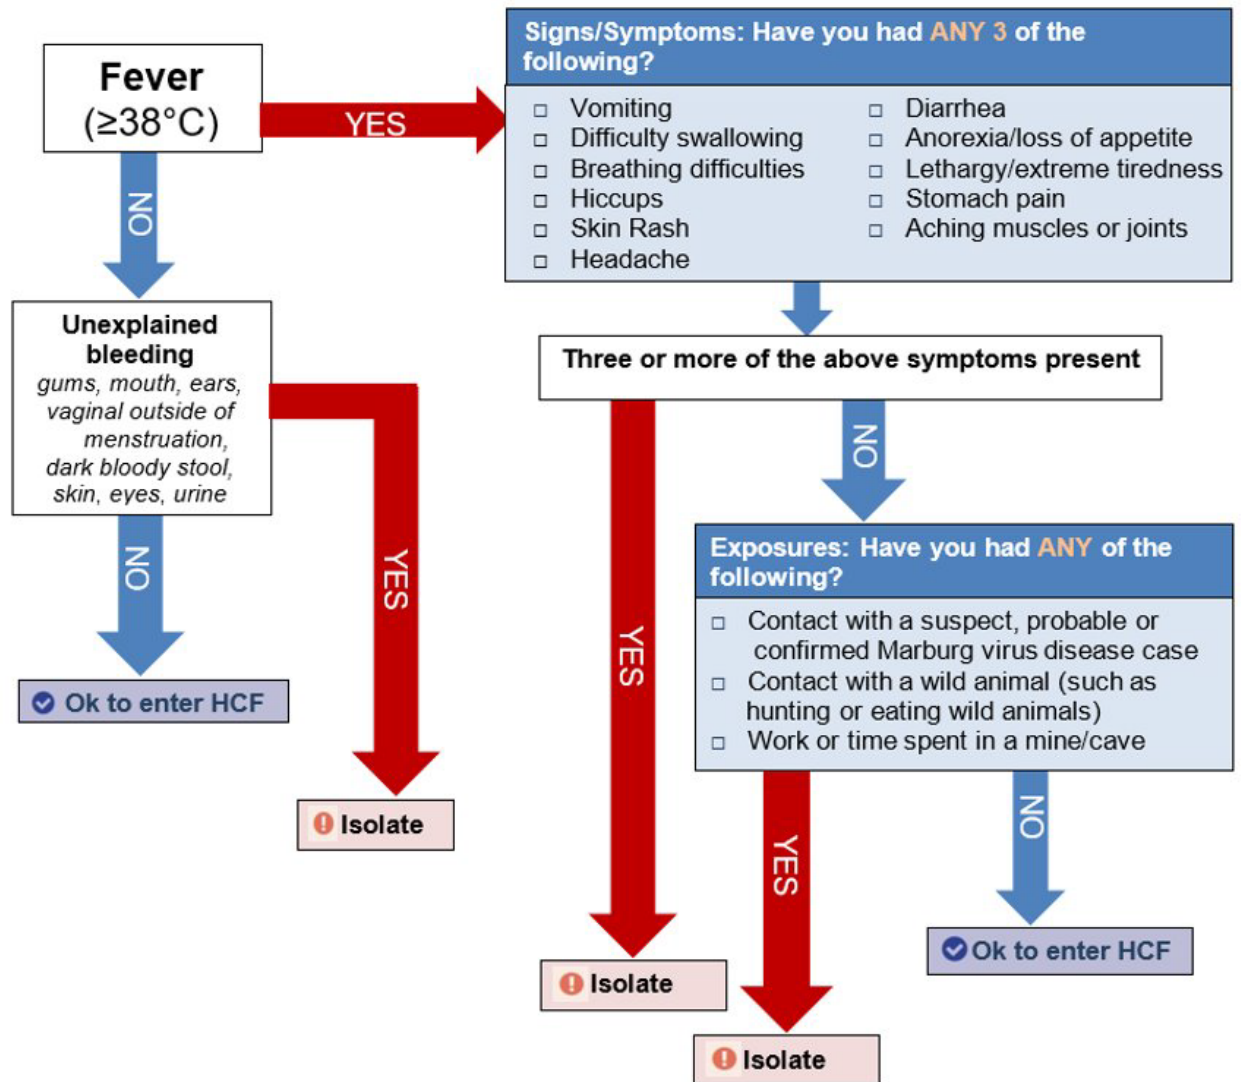 Fever
(≥38°C)
YES
NO
Signs/Symptoms: Have you had ANY 3 of the
following?
□ Vomiting
□ Difficulty swallowing
□ Breathing difficulties
□ Hiccups
□ Skin Rash
□ Headache
□ Diarrhea
□ Anorexia/loss of appetite
□ Lethargy/extreme tiredness
□ Stomach pain
□ Aching muscles or joints
Unexplained
bleeding
gums, mouth, ears,
vaginal outside of
menstruation,
dark bloody stool,
skin, eyes, urine
NO
YES
Ok to enter HCF
Isolate
Three or more of the above symptoms present
YES
NO
Isolate
Exposures: Have you had ANY of the
following?
□ Contact with a suspect, probable or
confirmed Marburg virus disease case
□ Contact with a wild animal (such as
hunting or eating wild animals)
□ Work or time spent in a mine/cave
YES
NO
Ok to enter HCF
Isolate